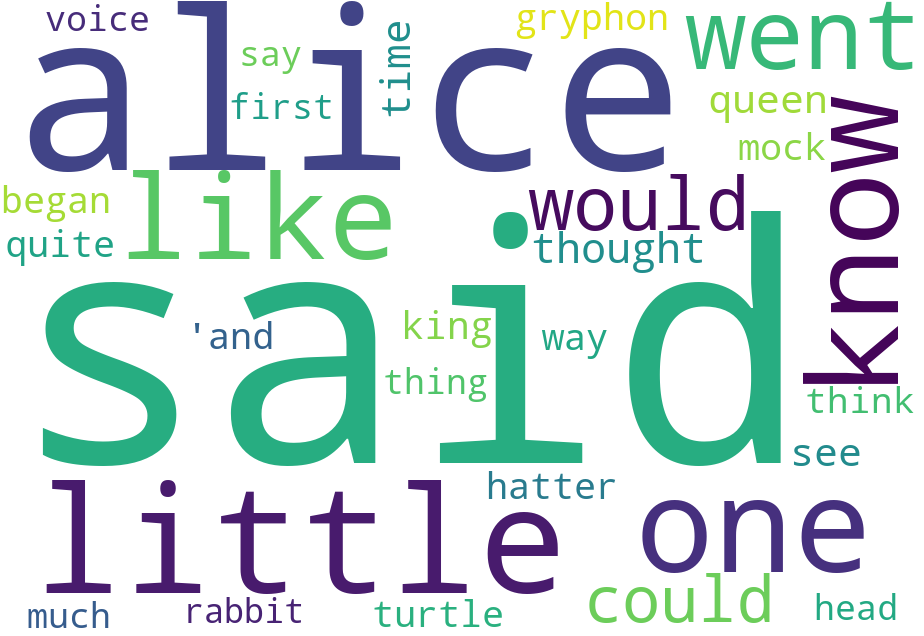 voice
alice
gryphon
went
say
time
first
queen
know
mock
like
would
began
quite
thought
said
'and
king
way
thing
think
see
little
hatter
one
could
much
rabbit
turtle
head